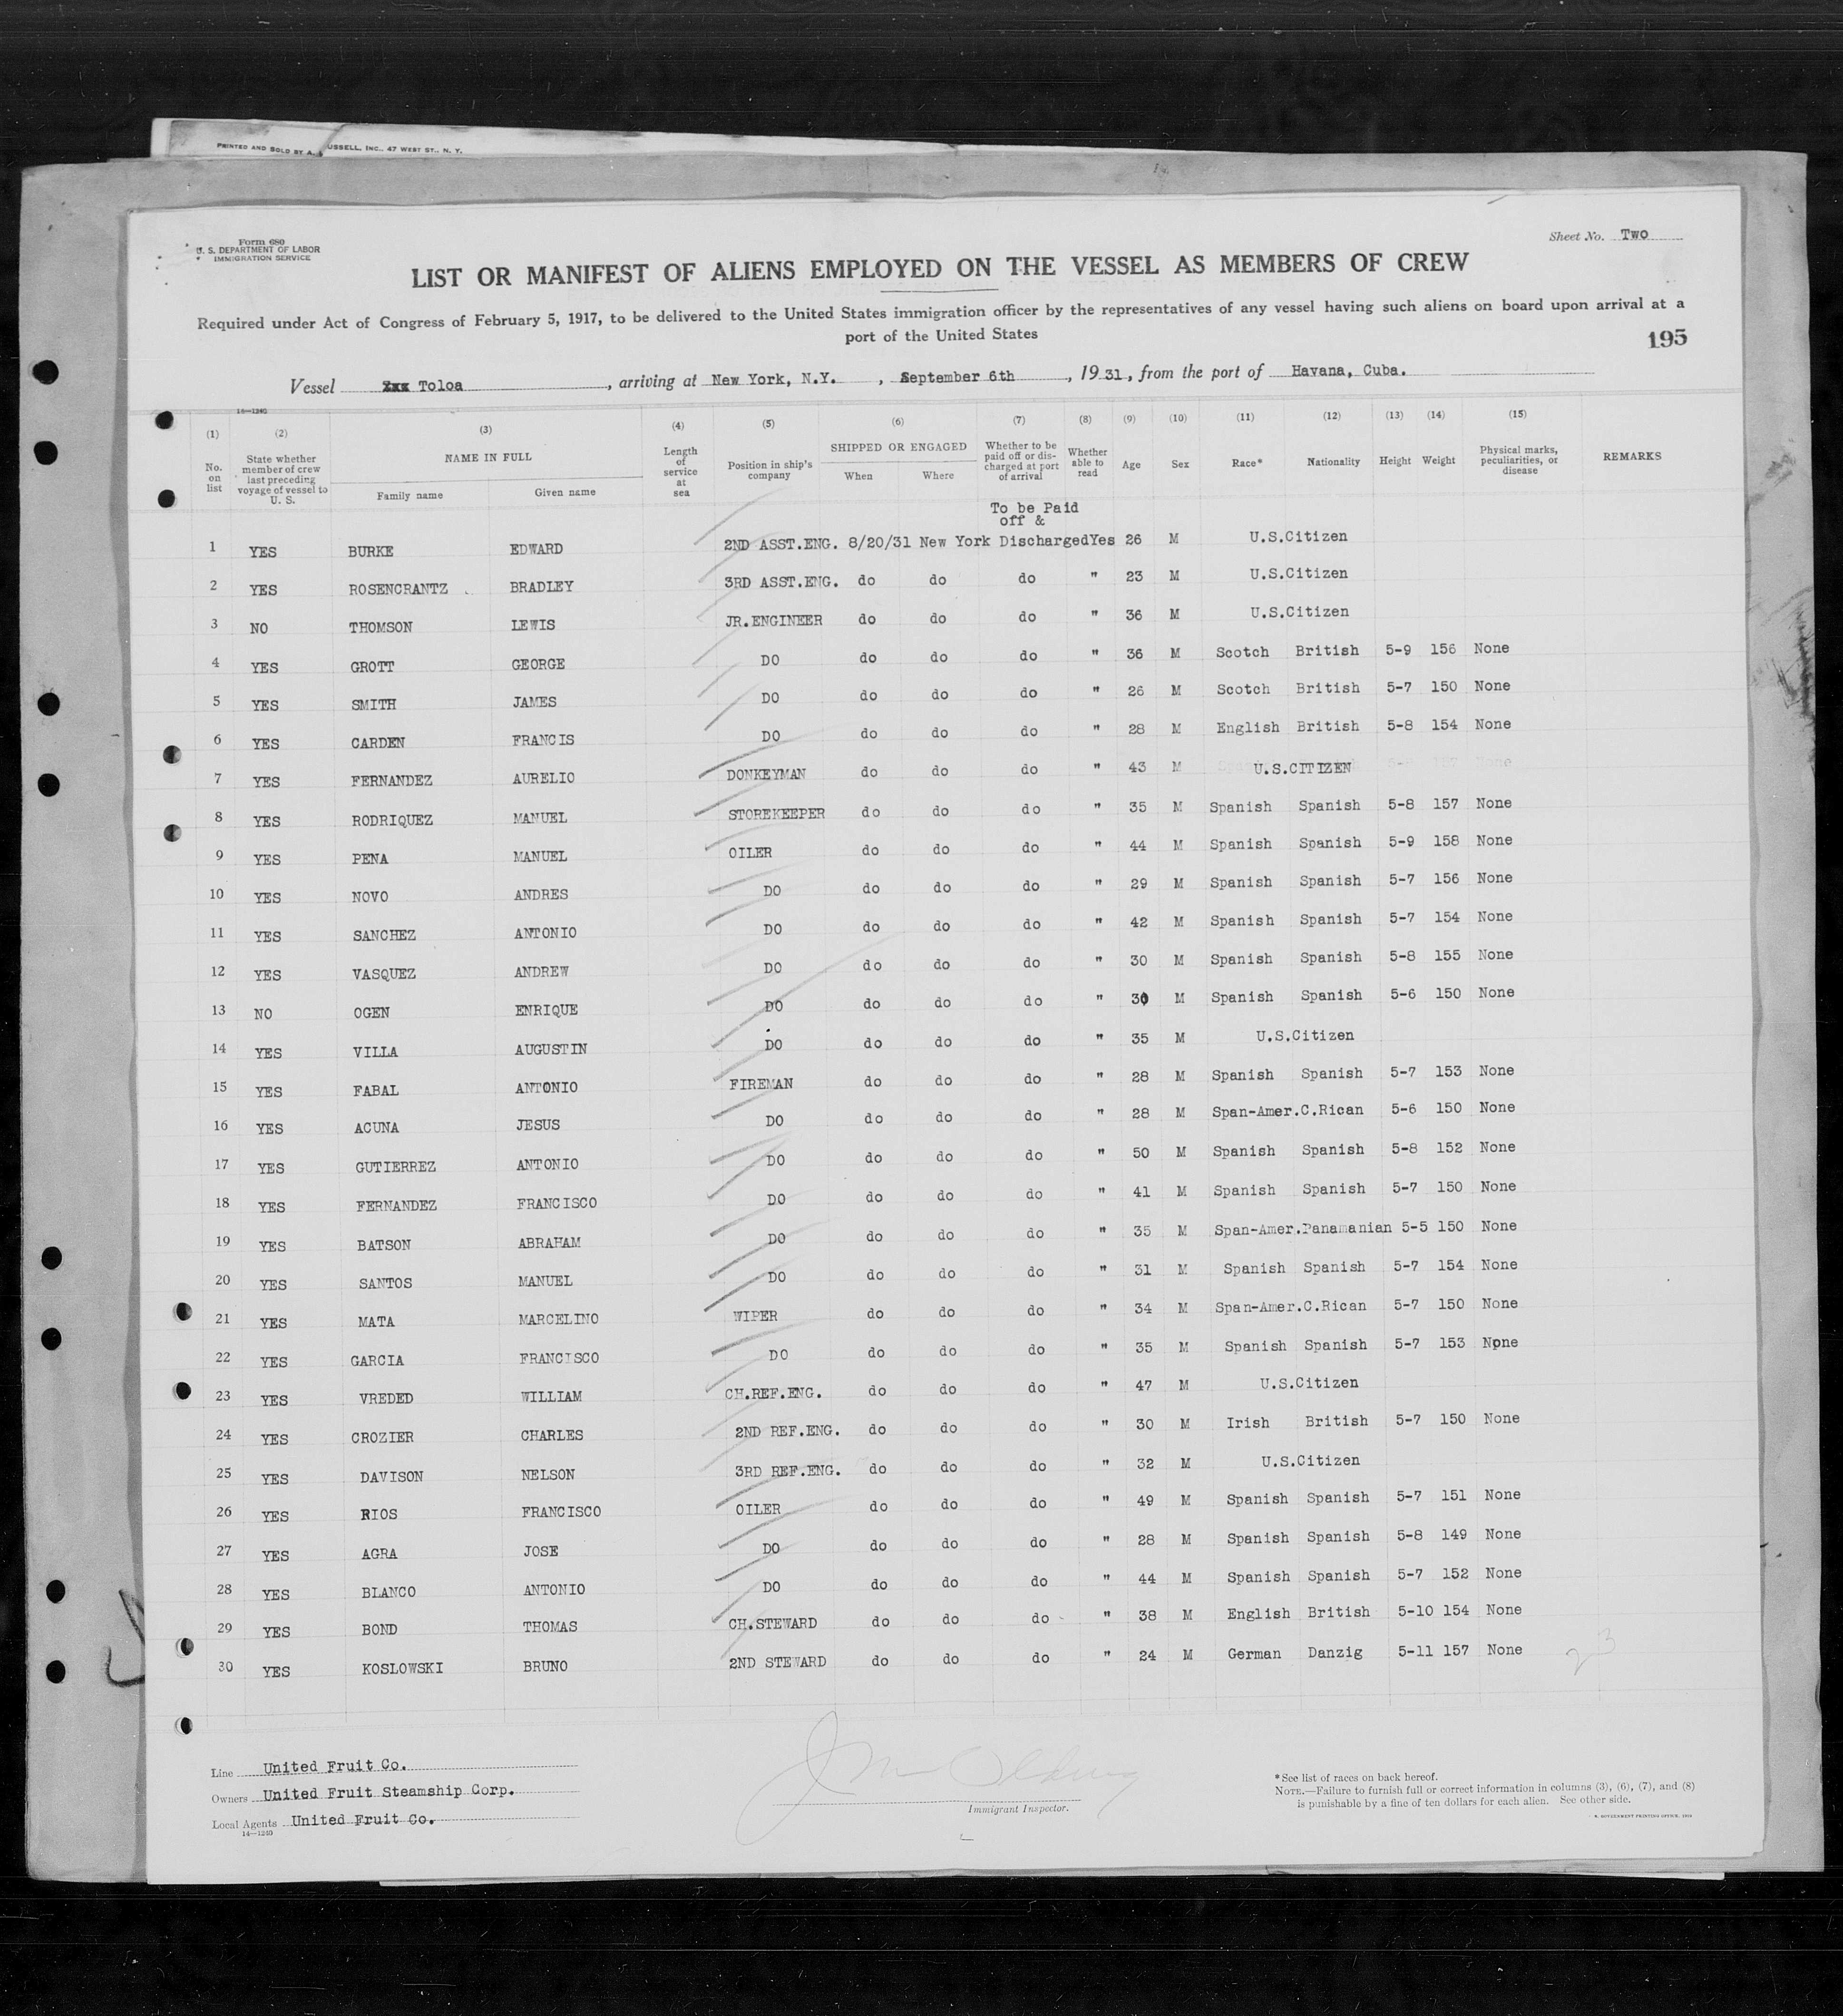 PRINTED AND SOLD BY A. USSELL, INC., 47 WEST ST., N. Y.
Form 680
U. S. DEPARTMENT OF LABOR
IMMIGRATION SERVICE
Sheet No. Two
LIST OR MANIFEST OF ALIENS EMPLOYED ON THE VESSEL AS MEMBERS OF CREW
Required under Act of Congress of February 5, 1917, to be delivered to the United States immigration officer by the representatives of any vessel having such aliens on board upon arrival at a
port of the United States
195
Vessel Toloa, arriving at New York, N.Y., September 6th, 1931, from the port of Havana, Cuba.
14—1240
(1) (2) (3) (4) (5) (6) (7) (8) (9) (10) (11) (12) (13) (14) (15)
No. on list State whether member of crew last preceding voyage of vessel to U. S. NAME IN FULL Family name Given name Length of service at sea Position in ship's company SHIPPED OR ENGAGED When Where Whether to be paid off or discharged at port of arrival Whether able to read Age Sex Race* Nationality Height Weight Physical marks, peculiarities, or disease REMARKS
To be Paid
off &
1 YES BURKE EDWARD 2ND ASST.ENG. 8/20/31 New York Discharged Yes 26 M U.S.Citizen
2 YES ROSENCRANTZ BRADLEY 3RD ASST.ENG. do do do " 23 M U.S.Citizen
3 NO THOMSON LEWIS JR.ENGINEER do do do " 36 M U.S.Citizen
4 YES GROTT GEORGE DO do do do " 36 M Scotch British 5-9 156 None
5 YES SMITH JAMES DO do do do " 26 M Scotch British 5-7 150 None
6 YES CARDEN FRANCIS DO do do do " 28 M English British 5-8 154 None
7 YES FERNANDEZ AURELIO DONKEYMAN do do do " 43 M U.S.CITIZEN
8 YES RODRIQUEZ MANUEL STOREKEEPER do do do " 35 M Spanish Spanish 5-8 157 None
9 YES PENA MANUEL OILER do do do " 44 M Spanish Spanish 5-9 158 None
10 YES NOVO ANDRES DO do do do " 29 M Spanish Spanish 5-7 156 None
11 YES SANCHEZ ANTONIO DO do do do " 42 M Spanish Spanish 5-7 154 None
12 YES VASQUEZ ANDREW DO do do do " 30 M Spanish Spanish 5-8 155 None
13 NO OGEN ENRIQUE DO do do do " 30 M Spanish Spanish 5-6 150 None
14 YES VILLA AUGUSTIN DO do do do " 35 M U.S.Citizen
15 YES FABAL ANTONIO FIREMAN do do do " 28 M Spanish Spanish 5-7 153 None
16 YES ACUNA JESUS DO do do do " 28 M Span-Amer. C.Rican 5-6 150 None
17 YES GUTIERREZ ANTONIO DO do do do " 50 M Spanish Spanish 5-8 152 None
18 YES FERNANDEZ FRANCISCO DO do do do " 41 M Spanish Spanish 5-7 150 None
19 YES BATSON ABRAHAM DO do do do " 35 M Span-Amer. Panamanian 5-5 150 None
20 YES SANTOS MANUEL DO do do do " 31 M Spanish Spanish 5-7 154 None
21 YES MATA MARCELINO WIPER do do do " 34 M Span-Amer. C.Rican 5-7 150 None
22 YES GARCIA FRANCISCO DO do do do " 35 M Spanish Spanish 5-7 153 None
23 YES VREDED WILLIAM CH.REF.ENG. do do do " 47 M U.S.Citizen
24 YES CROZIER CHARLES 2ND REF.ENG. do do do " 30 M Irish British 5-7 150 None
25 YES DAVISON NELSON 3RD REF.ENG. do do do " 32 M U.S.Citizen
26 YES RIOS FRANCISCO OILER do do do " 49 M Spanish Spanish 5-7 151 None
27 YES AGRA JOSE DO do do do " 28 M Spanish Spanish 5-8 149 None
28 YES BLANCO ANTONIO DO do do do " 44 M Spanish Spanish 5-7 152 None
29 YES BOND THOMAS CH.STEWARD do do do " 38 M English British 5-10 154 None
30 YES KOSLOWSKI BRUNO 2ND STEWARD do do do " 24 M German Danzig 5-11 157 None
23
Line United Fruit Co.
Owners United Fruit Steamship Corp.
Local Agents United Fruit Co.
14—1240
Immigrant Inspector.
*See list of races on back hereof.
NOTE.—Failure to furnish full or correct information in columns (3), (6), (7), and (8)
is punishable by a fine of ten dollars for each alien. See other side.